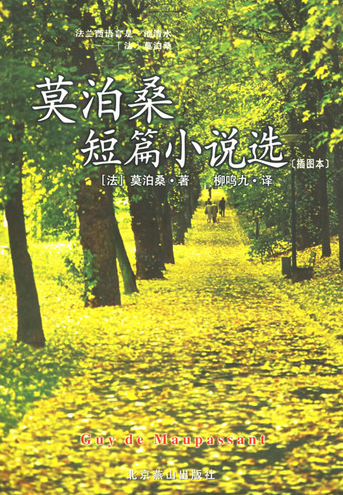 法兰西语言是一泓清水
——〔法〕莫泊桑
莫泊桑
短篇小说选〔插图本〕
〔法〕莫泊桑·著 柳鸣九·译
Guy de Maupassant
北京燕山出版社